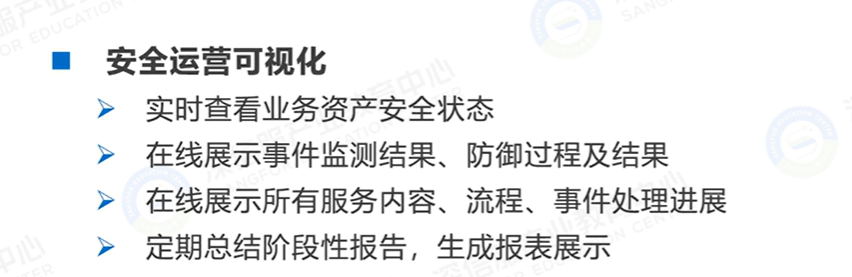 安全运营可视化
实时查看业务资产安全状态
在线展示事件监测结果、防御过程及结果
在线展示所有服务内容、流程、事件处理进展
定期总结阶段性报告，生成报表展示